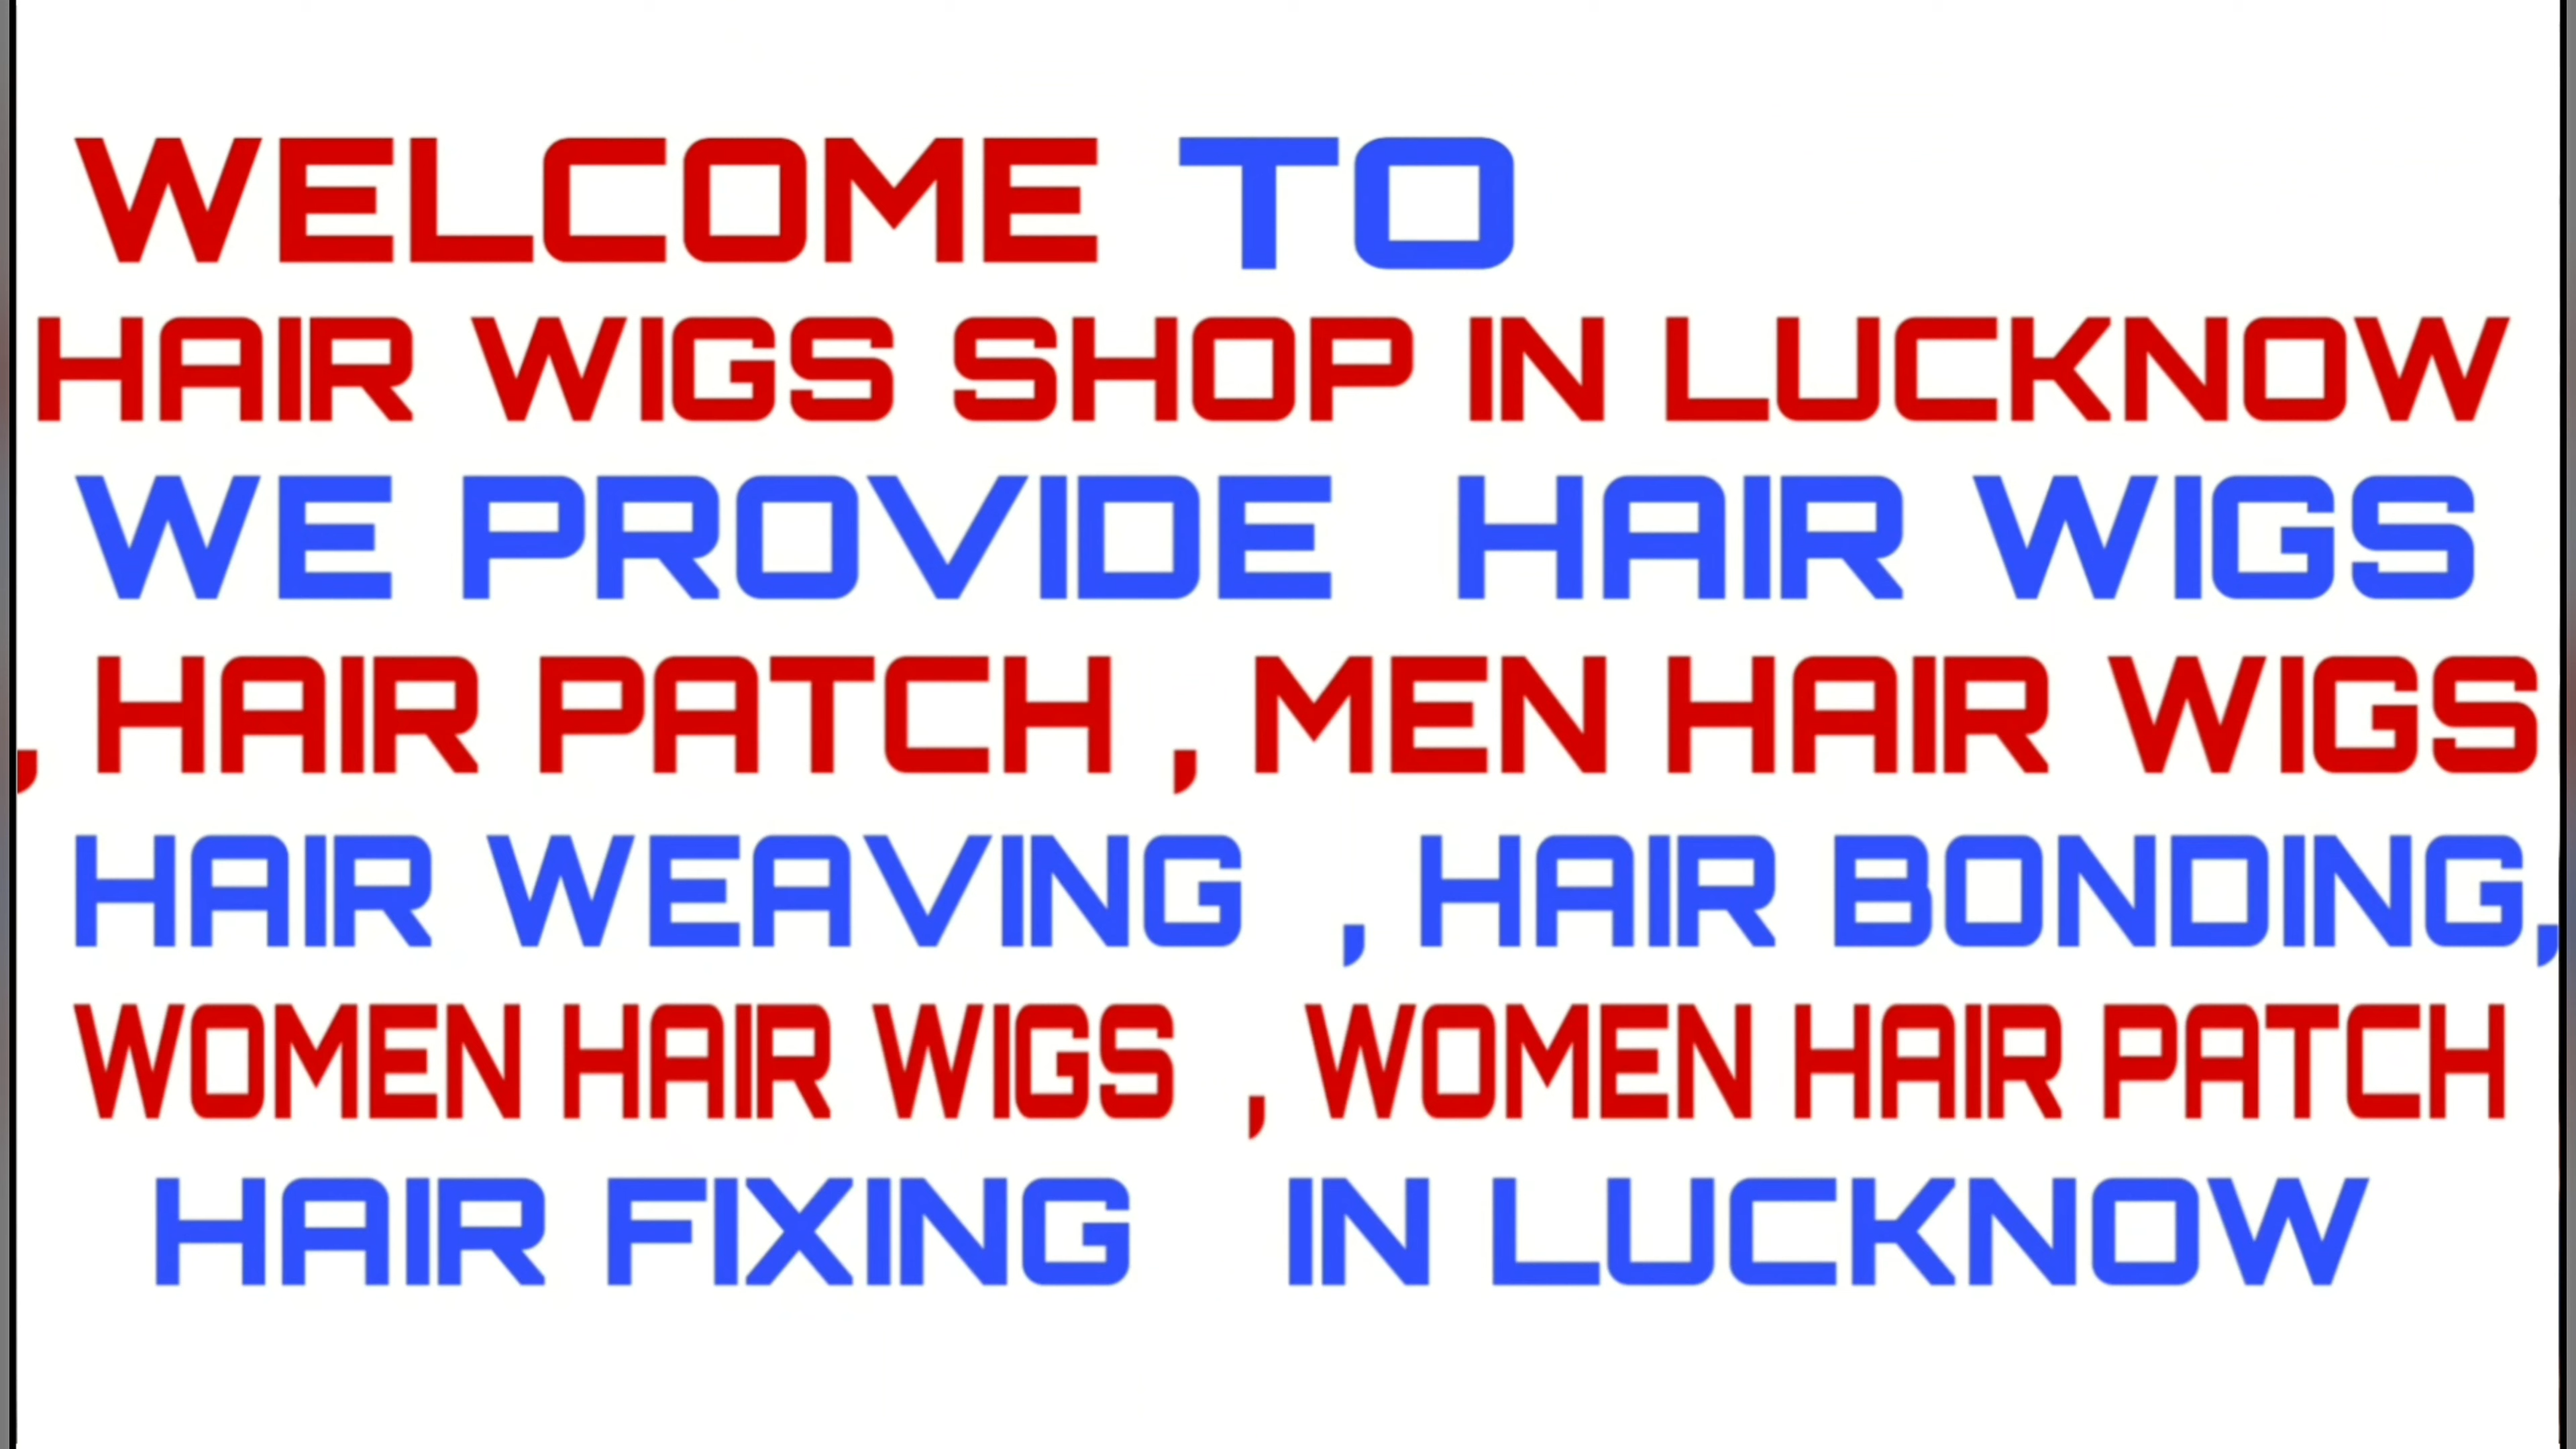 WELCOME TO
HAIR WIGS SHOP IN LUCKNOW
WE PROVIDE HAIR WIGS
, HAIR PATCH , MEN HAIR WIGS
HAIR WEAVING , HAIR BONDING,
WOMEN HAIR WIGS , WOMEN HAIR PATCH
HAIR FIXING IN LUCKNOW